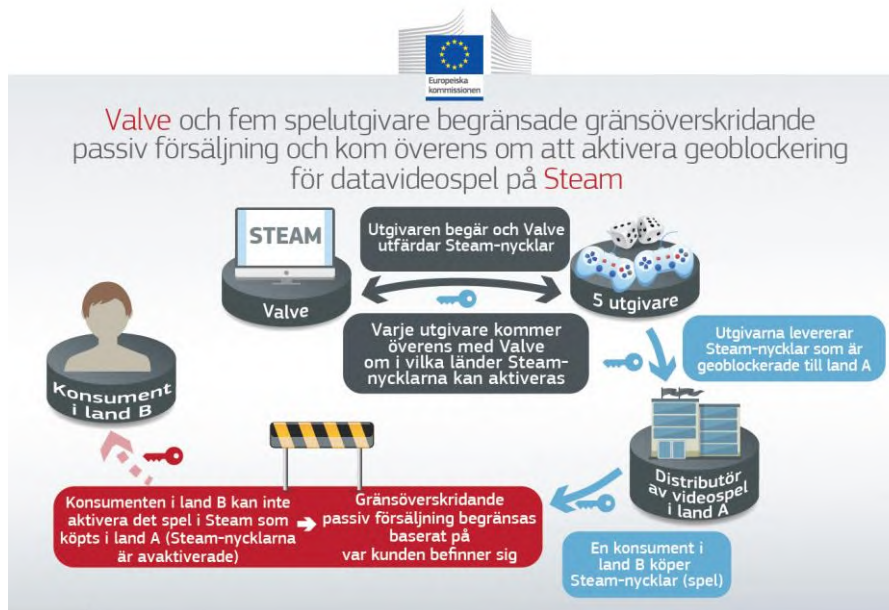 Europeiska
kommissionen
Valve och fem spelutgivare begränsade gränsöverskridande
passiv försäljning och kom överens om att aktivera geoblockering
för datavideospel på Steam
STEAM
Valve
Utgivaren begär och Valve
utfärdar Steam-nycklar
5 utgivare
Varje utgivare kommer
överens med Valve
om i vilka länder Steam-
nycklarna kan aktiveras
Utgivarna levererar
Steam-nycklar som är
geoblockerade till land A
Konsument
i land B
Distributör
av videospel
i land A
Konsumenten i land B kan inte
aktivera det spel i Steam som
köpts i land A (Steam-nycklarna
är avaktiverade)
Gränsöverskridande
passiv försäljning begränsas
baserat på
var kunden befinner sig
En konsument i
land B köper
Steam-nycklar (spel)